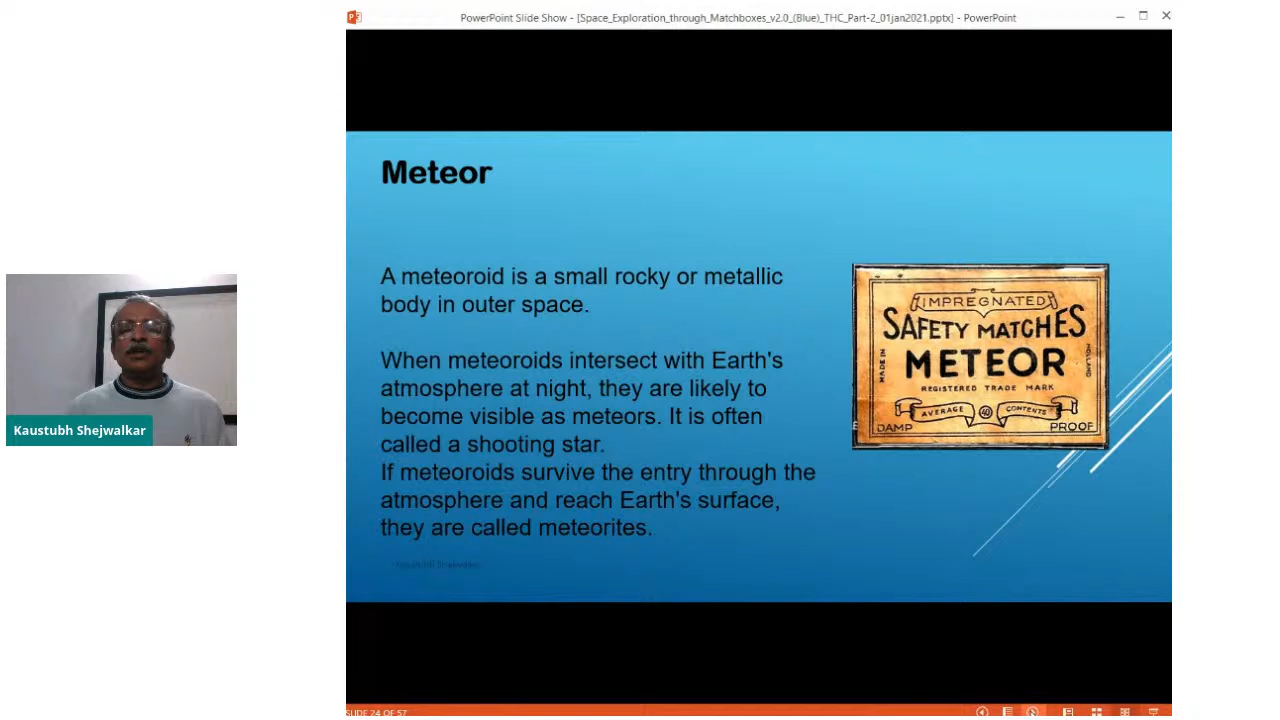 PowerPoint Slide Show - [Space_Exploration_through_Matchboxes_v2.0_(Blue)_THC_Part-2_01jan2021.pptx] - PowerPoint
Meteor
A meteoroid is a small rocky or metallic
body in outer space.
When meteoroids intersect with Earth's
atmosphere at night, they are likely to
become visible as meteors. It is often
called a shooting star.
If meteoroids survive the entry through the
atmosphere and reach Earth's surface,
they are called meteorites.
Kaustubh Shejwalkar
IMPREGNATED
SAFETY MATCHES
MADE IN
METEOR
HOLLAND
REGISTERED TRADE MARK
AVERAGE 40 CONTENTS
DAMP PROOF
Kaustubh Shejwalkar
SLIDE 24 OF 57